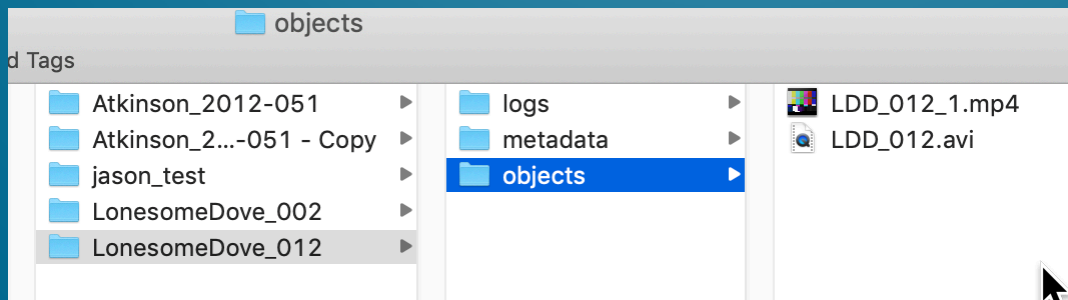 objects
d Tags
Atkinson_2012-051
Atkinson_2...-051 - Copy
jason_test
LonesomeDove_002
LonesomeDove_012
logs
metadata
objects
LDD_012_1.mp4
LDD_012.avi